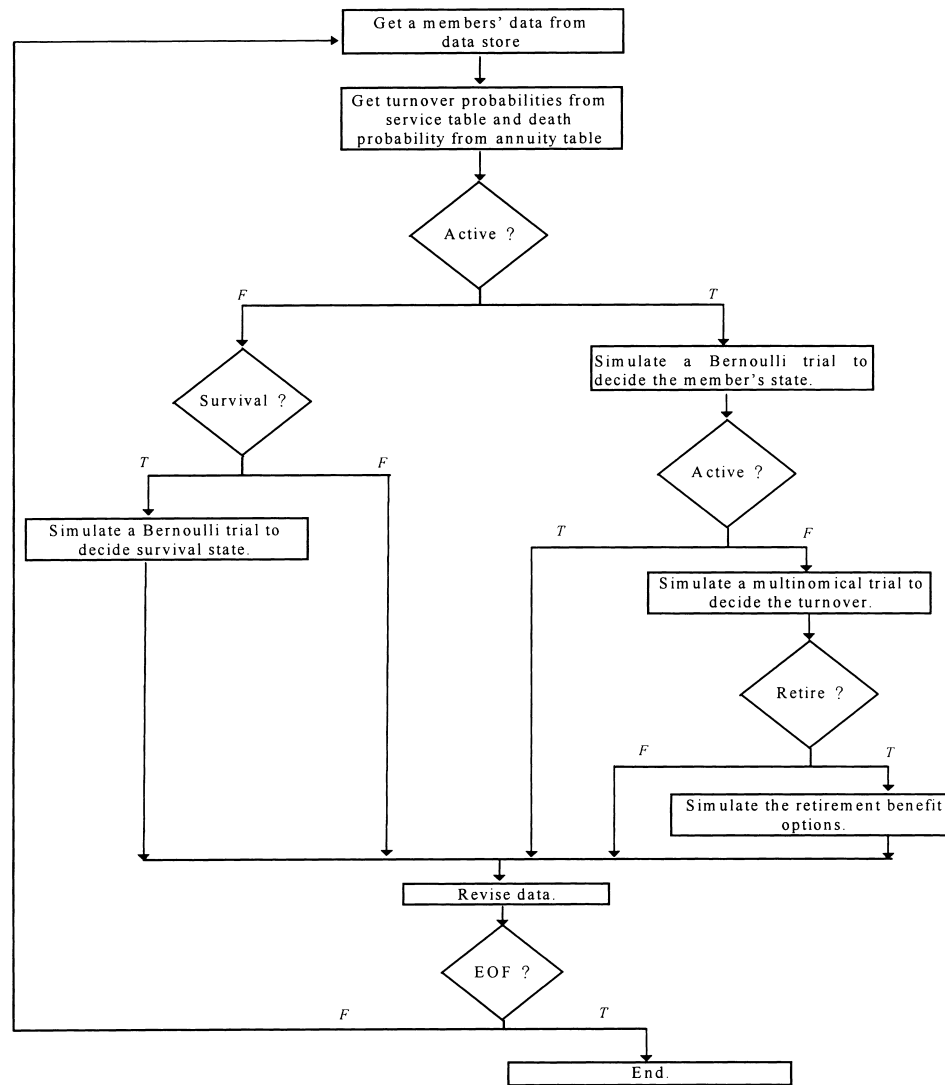 Get a members' data from
data store
Get turnover probabilities from
service table and death
probability from annuity table
Active ?
F
T
Simulate a Bernoulli trial to
decide the member's state.
Survival ?
Active ?
T
F
Simulate a Bernoulli trial to
decide survival state.
T
F
Simulate a multinomical trial to
decide the turnover.
Retire ?
F
T
Simulate the retirement benefit
options.
Revise data.
EOF ?
F
T
End.